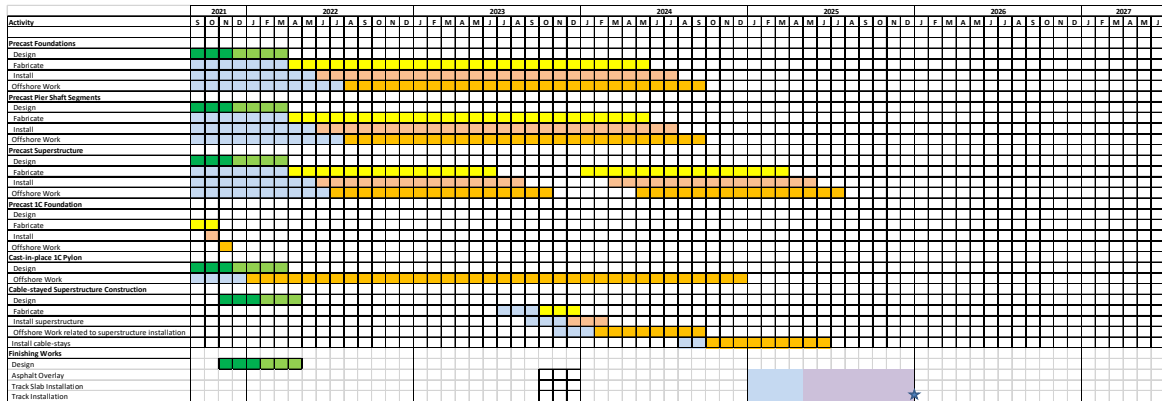 2021 2022 2023 2024 2025 2026 2027
Activity S O N D J F M A M J J A S O N D J F M A M J J A S O N D J F M A M J J A S O N D J F M A M J J A S O N D J F M A M J J A S O N D J F M A M J
Precast Foundations
Design
Fabricate
Install
Offshore Work
Precast Pier Shaft Segments
Design
Fabricate
Install
Offshore Work
Precast Superstructure
Design
Fabricate
Install
Offshore Work
Precast 1C Foundation
Design
Fabricate
Install
Offshore Work
Cast-in-place 1C Pylon
Design
Offshore Work
Cable-stayed Superstructure Construction
Design
Fabricate
Install superstructure
Offshore Work related to superstructure installation
Install cable-stays
Finishing Works
Design
Asphalt Overlay
Track Slab Installation
Track Installation